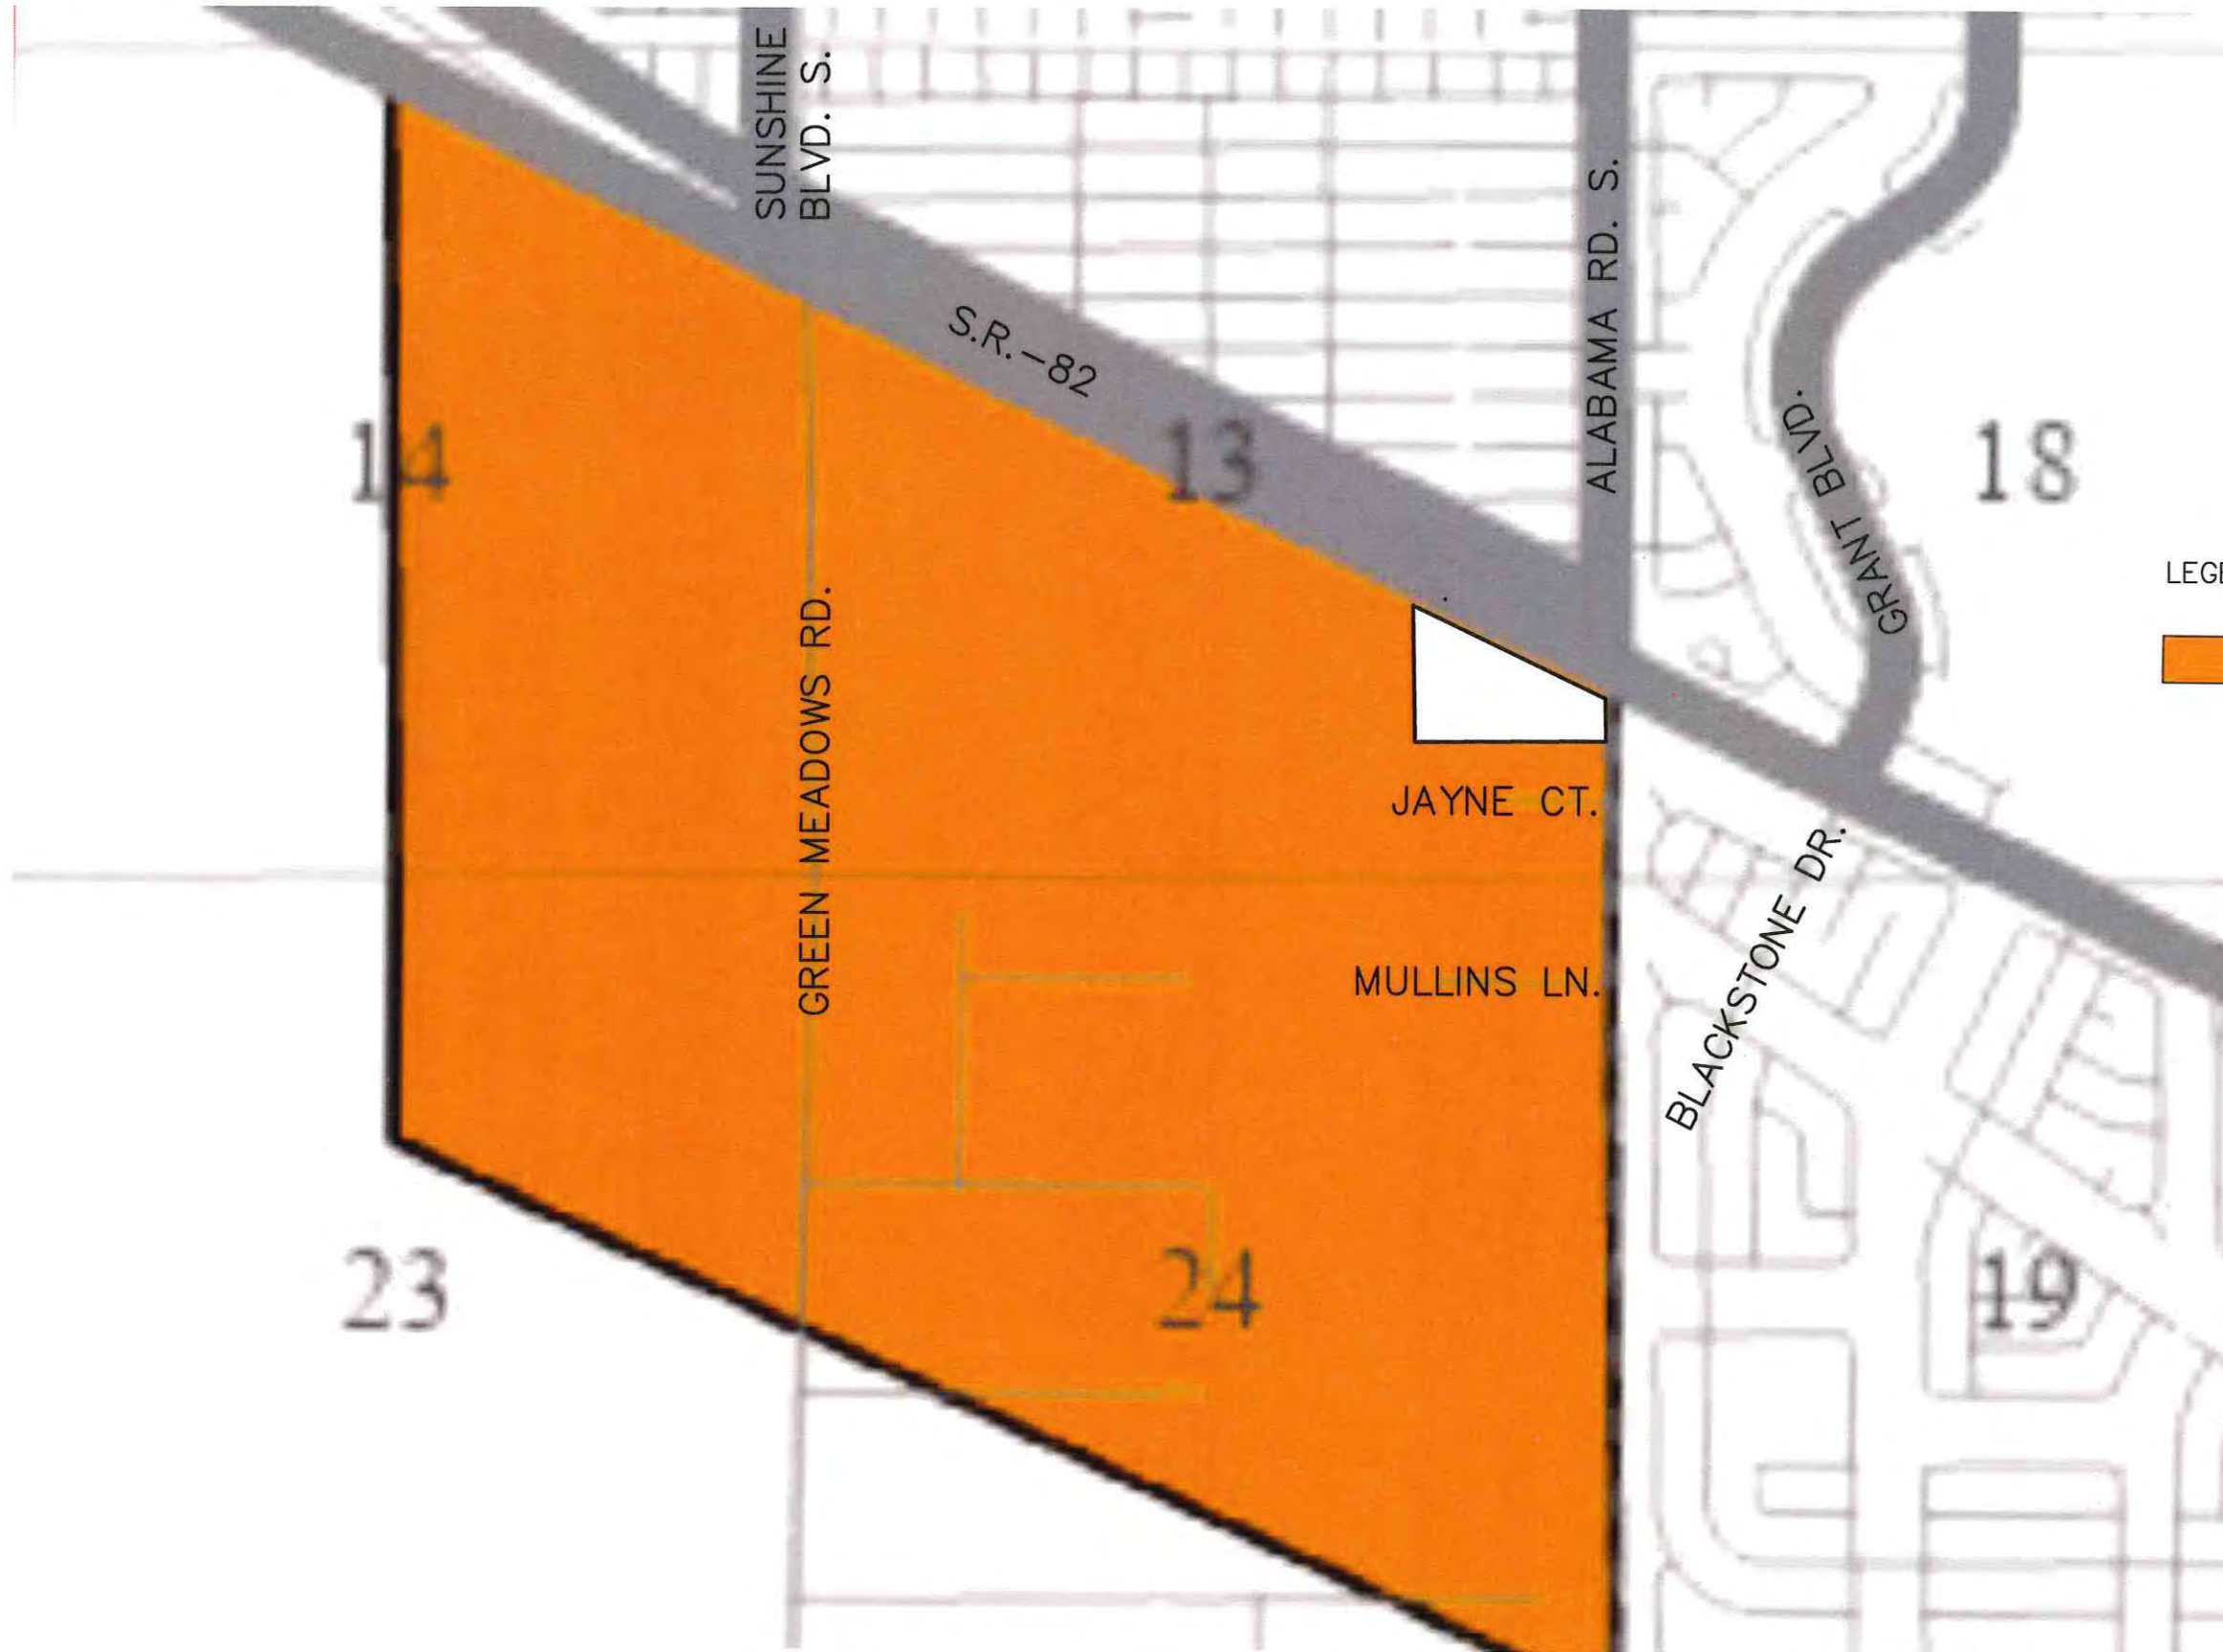 SUNSHINE
BLVD. S.
S.R.-82
ALABAMA RD. S.
GRANT BLVD.
14
13
18
GREEN MEADOWS RD.
JAYNE CT.
MULLINS LN.
BLACKSTONE DR.
23
24
19